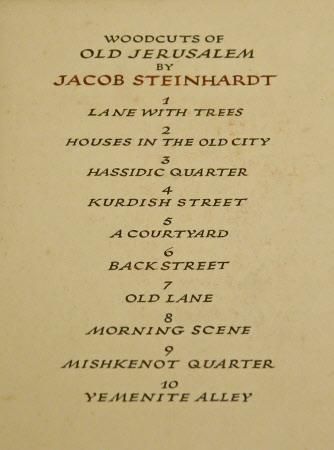 WOODCUTS OF
OLD JERUSALEM
BY
JACOB STEINHARDT
1
LANE WITH TREES
2
HOUSES IN THE OLD CITY
3
HASSIDIC QUARTER
4
KURDISH STREET
5
A COURTYARD
6
BACK STREET
7
OLD LANE
8
MORNING SCENE
9
MISHKENOT QUARTER
10
YEMENITE ALLEY